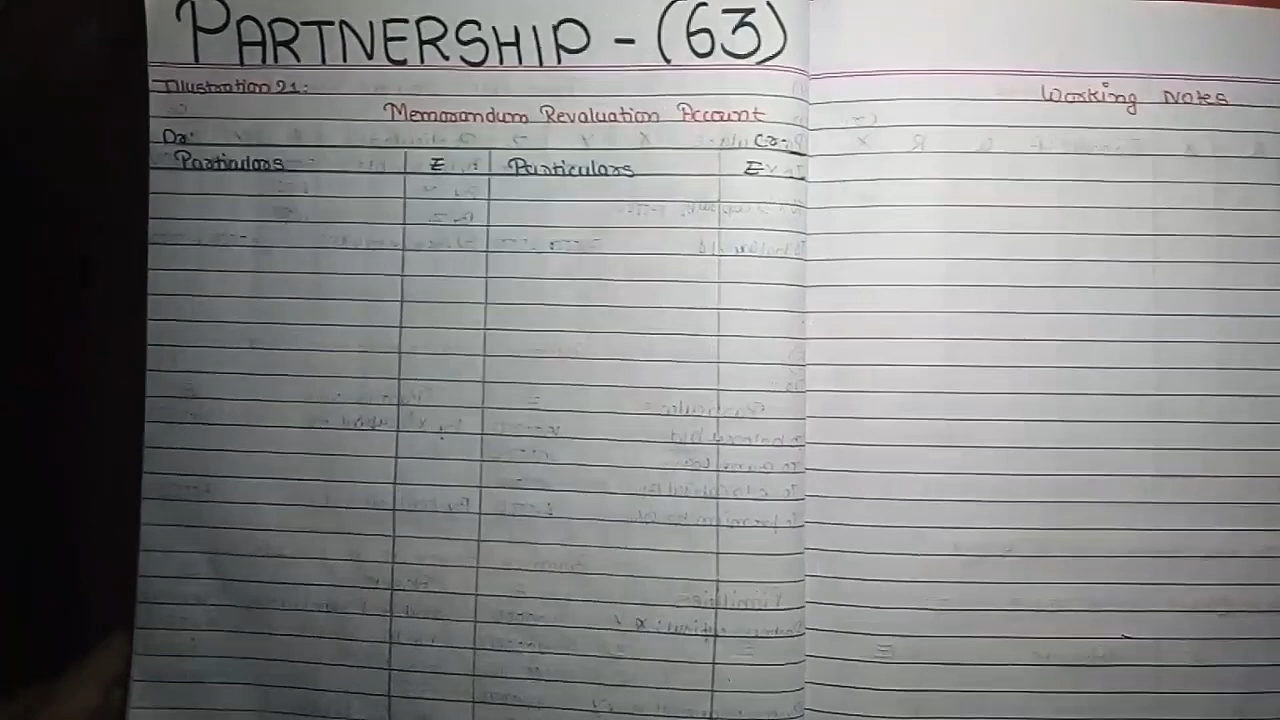 PARTNERSHIP - (63)
Illustration 21:
Working Notes
Memorandum Revaluation Account
Dr. Cr.
Particulars ₹ Particulars ₹